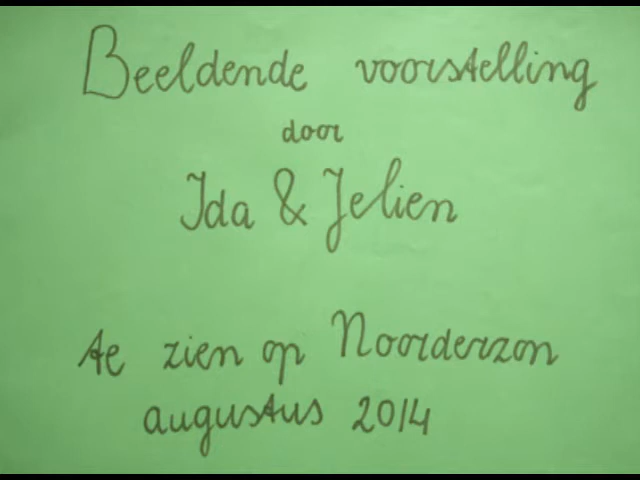 Beeldende voorstelling
door
Ida & Jelien
te zien op Noorderzon
augustus 2014